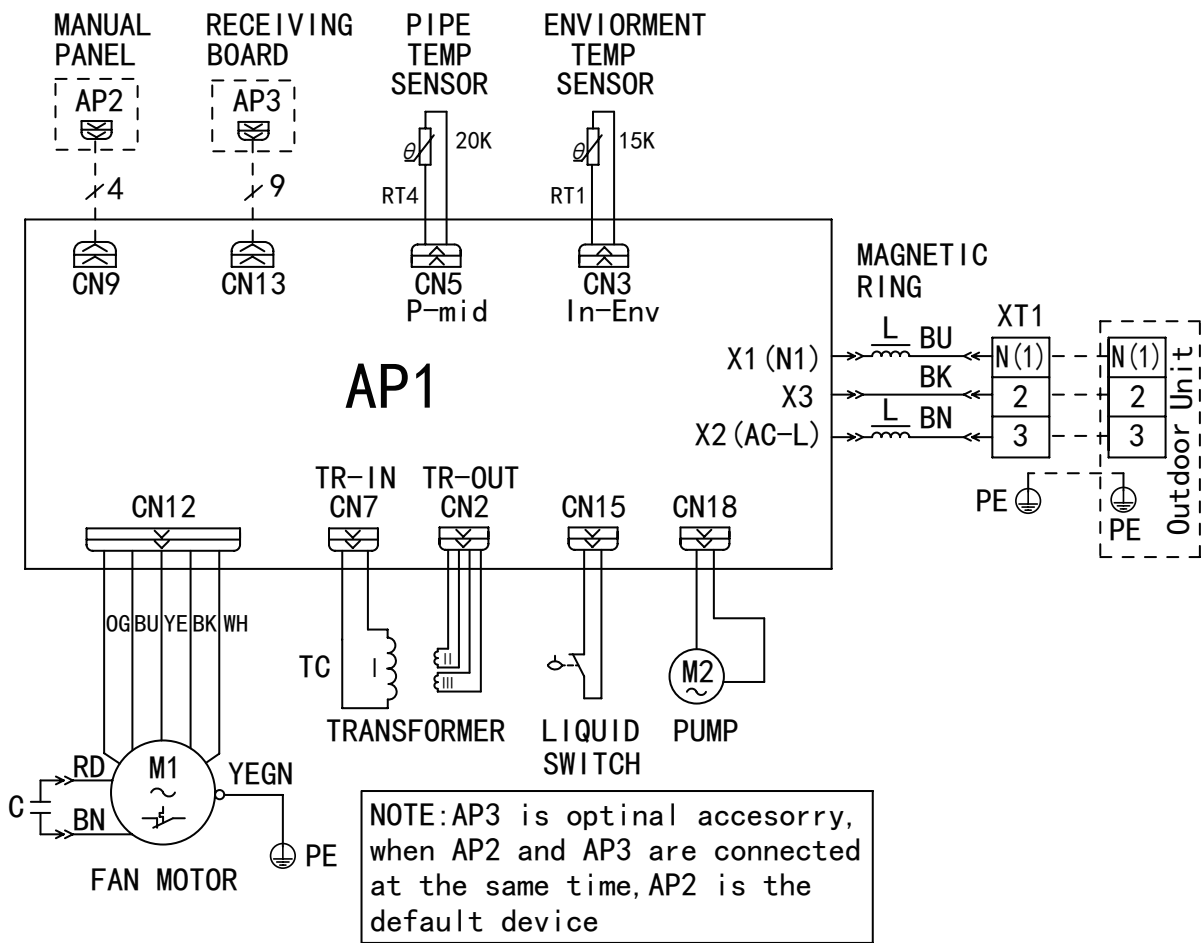 MANUAL
PANEL
RECEIVING
BOARD
PIPE
TEMP
SENSOR
ENVIORMENT
TEMP
SENSOR
AP2
AP3
θ
20K
θ
15K
4
9
RT4
RT1
CN9
CN13
CN5
P-mid
CN3
In-Env
MAGNETIC
RING
AP1
X1(N1)
X3
X2(AC-L)
L
BU
BK
L
BN
XT1
N(1)
2
3
N(1)
2
3
Outdoor Unit
PE
PE
CN12
TR-IN
CN7
TR-OUT
CN2
CN15
CN18
OG BU YE BK WH
TC
I
II
III
M2
TRANSFORMER
LIQUID
SWITCH
PUMP
C
RD
BN
M1
YEGN
PE
FAN MOTOR
NOTE:AP3 is optinal accesorry,
when AP2 and AP3 are connected
at the same time,AP2 is the
default device